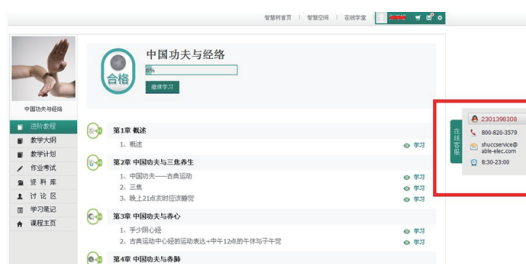 智慧树首页 | 智慧空间 | 在线学堂
中国功夫与经络
合格
继续学习
中国功夫与经络
进阶教程
教学大纲
教学计划
作业考试
资 料 库
讨 论 区
学习笔记
课程主页
第1章 概述
1、概述
学习
第2章 中国功夫与三焦养生
1、中国功夫——古典运动
学习
2、三焦
学习
3、晚上21点亥时应该睡觉
学习
第3章 中国功夫与养心
1、手少阴心经
学习
2、古典运动中心经的运动表达+中午12点的午休与子午觉
学习
第4章 中国功夫与养肺
在线客服
2301398308
800-820-3579
shuccservice@
able-elec.com
8:30-23:00